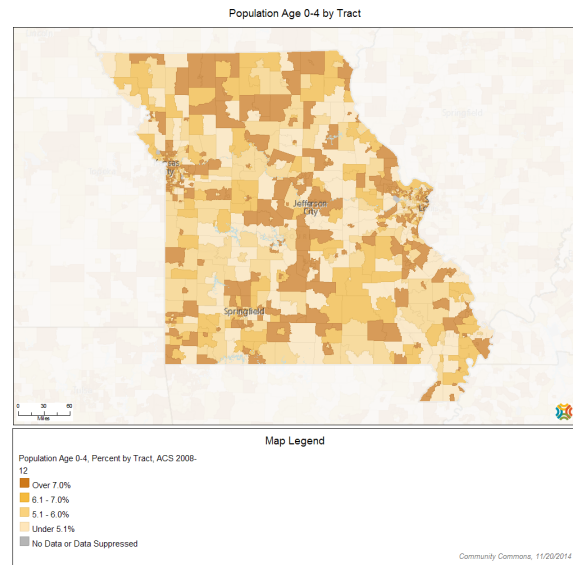 Population Age 0-4 by Tract
Jefferson
City
Springfield
0 30 60
Miles
Map Legend
Population Age 0-4, Percent by Tract, ACS 2008-
12
Over 7.0%
6.1 - 7.0%
5.1 - 6.0%
Under 5.1%
No Data or Data Suppressed
Community Commons, 11/20/2014